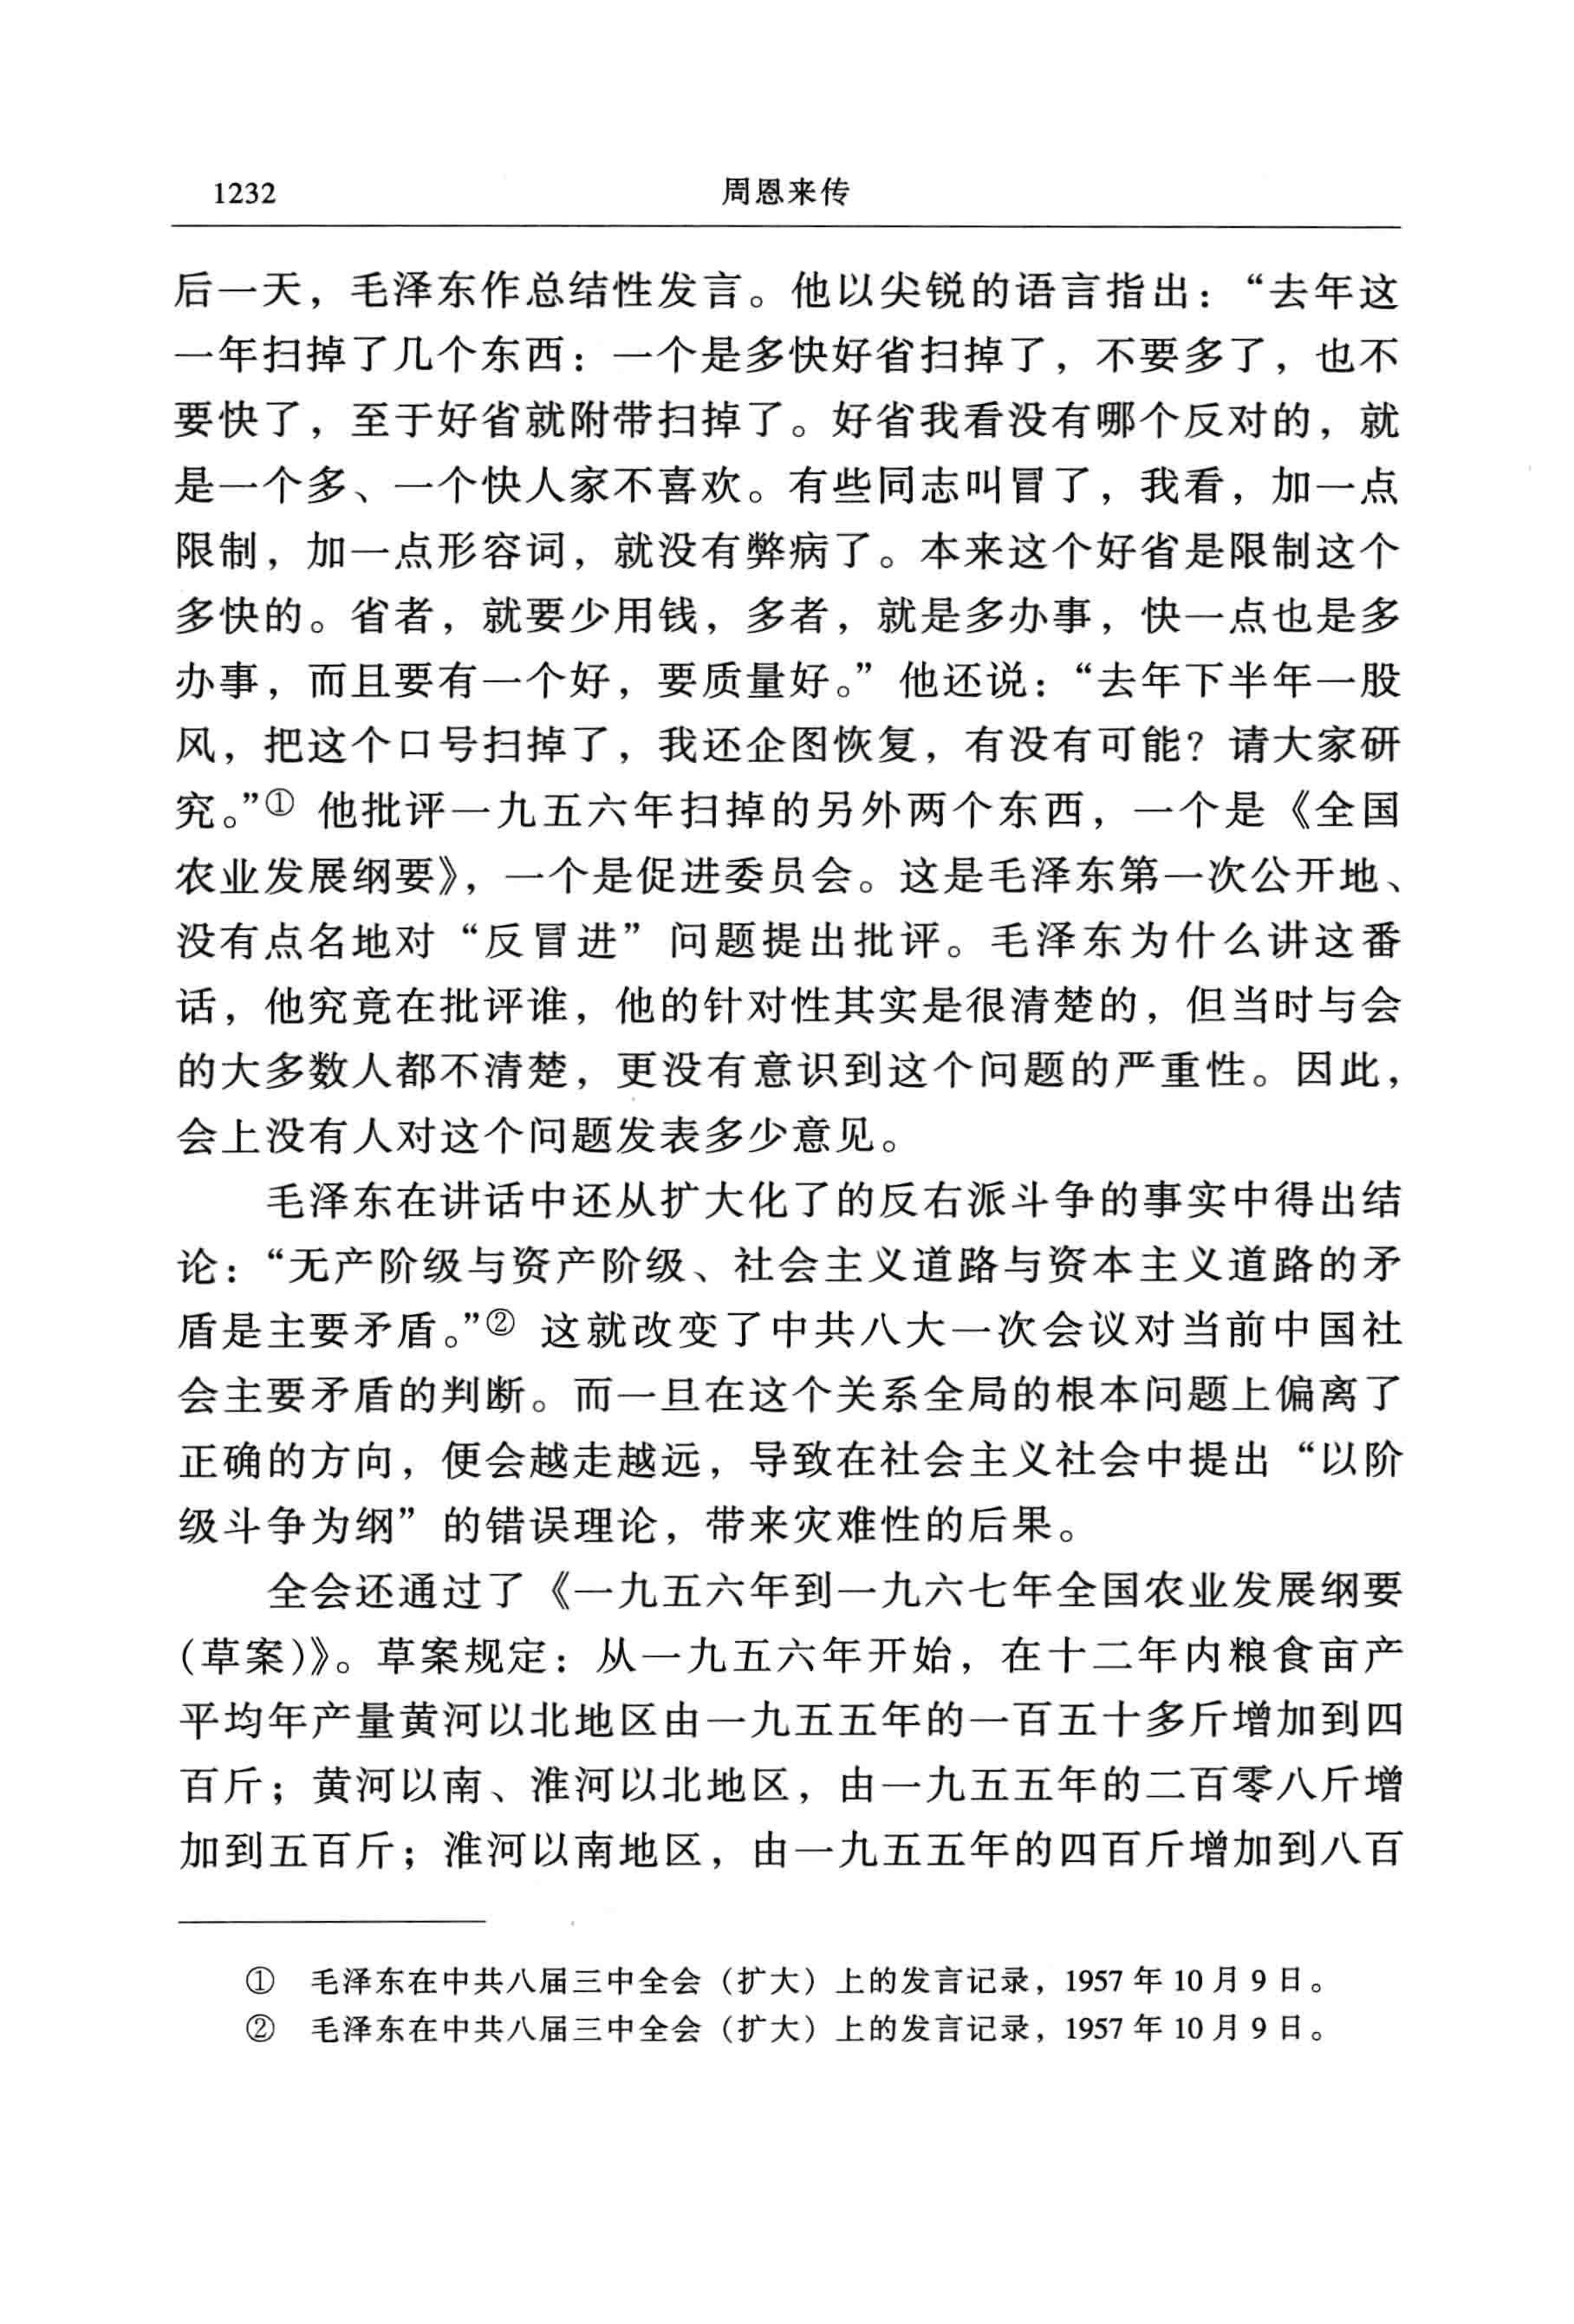 1232
周恩来传
后一天，毛泽东作总结性发言。他以尖锐的语言指出：“去年这
一年扫掉了几个东西：一个是多快好省扫掉了，不要多了，也不
要快了，至于好省就附带扫掉了。好省我看没有哪个反对的，就
是一个多、一个快人家不喜欢。有些同志叫冒了，我看，加一点
限制，加一点形容词，就没有弊病了。本来这个好省是限制这个
多快的。省者，就要少用钱，多者，就是多办事，快一点也是多
办事，而且要有一个好，要质量好。”他还说：“去年下半年一股
风，把这个口号扫掉了，我还企图恢复，有没有可能？请大家研
究。”① 他批评一九五六年扫掉的另外两个东西，一个是《全国
农业发展纲要》，一个是促进委员会。这是毛泽东第一次公开地、
没有点名地对“反冒进”问题提出批评。毛泽东为什么讲这番
话，他究竟在批评谁，他的针对性其实是很清楚的，但当时与会
的大多数人都不清楚，更没有意识到这个问题的严重性。因此，
会上没有人对这个问题发表多少意见。
毛泽东在讲话中还从扩大化了的反右派斗争的事实中得出结
论：“无产阶级与资产阶级、社会主义道路与资本主义道路的矛
盾是主要矛盾。”② 这就改变了中共八大一次会议对当前中国社
会主要矛盾的判断。而一旦在这个关系全局的根本问题上偏离了
正确的方向，便会越走越远，导致在社会主义社会中提出“以阶
级斗争为纲”的错误理论，带来灾难性的后果。
全会还通过了《一九五六年到一九六七年全国农业发展纲要
（草案）》。草案规定：从一九五六年开始，在十二年内粮食亩产
平均年产量黄河以北地区由一九五五年的一百五十多斤增加到四
百斤；黄河以南、淮河以北地区，由一九五五年的二百零八斤增
加到五百斤；淮河以南地区，由一九五五年的四百斤增加到八百
① 毛泽东在中共八届三中全会（扩大）上的发言记录，1957 年 10 月 9 日。
② 毛泽东在中共八届三中全会（扩大）上的发言记录，1957 年 10 月 9 日。